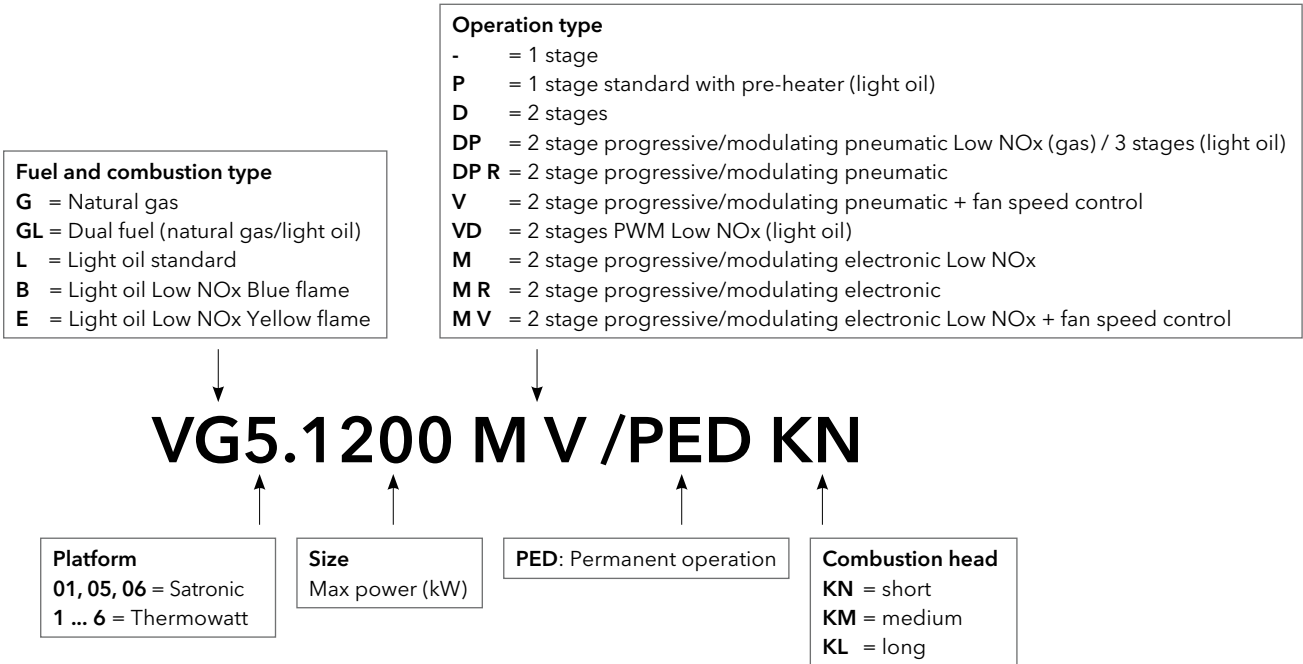 Operation type
- = 1 stage
P = 1 stage standard with pre-heater (light oil)
D = 2 stages
DP = 2 stage progressive/modulating pneumatic Low NOx (gas) / 3 stages (light oil)
DP R = 2 stage progressive/modulating pneumatic
V = 2 stage progressive/modulating pneumatic + fan speed control
VD = 2 stages PWM Low NOx (light oil)
M = 2 stage progressive/modulating electronic Low NOx
M R = 2 stage progressive/modulating electronic
M V = 2 stage progressive/modulating electronic Low NOx + fan speed control
Fuel and combustion type
G = Natural gas
GL = Dual fuel (natural gas/light oil)
L = Light oil standard
B = Light oil Low NOx Blue flame
E = Light oil Low NOx Yellow flame
VG5.1200 M V /PED KN
Platform
01, 05, 06 = Satronic
1 ... 6 = Thermowatt
Size
Max power (kW)
PED: Permanent operation
Combustion head
KN = short
KM = medium
KL = long